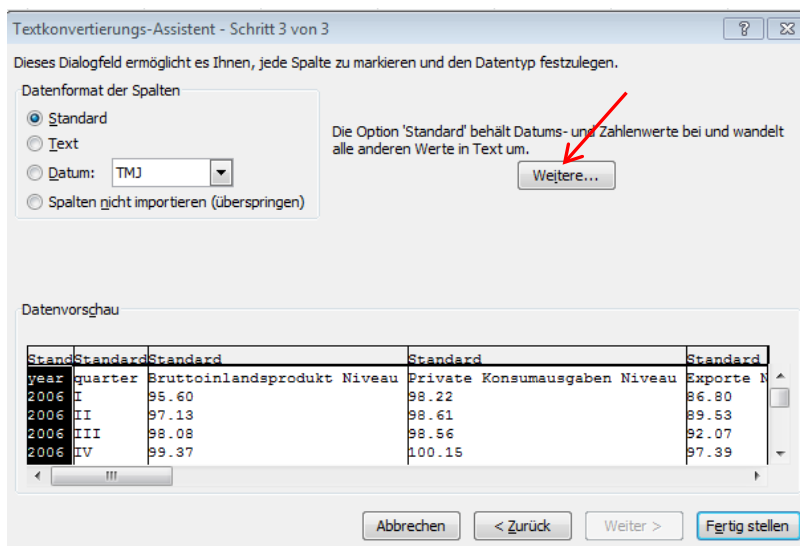 Textkonvertierungs-Assistent - Schritt 3 von 3
Dieses Dialogfeld ermöglicht es Ihnen, jede Spalte zu markieren und den Datentyp festzulegen.
Datenformat der Spalten
Standard
Text
Datum: TMJ
Spalten nicht importieren (überspringen)
Die Option 'Standard' behält Datums- und Zahlenwerte bei und wandelt
alle anderen Werte in Text um.
Weitere...
Datenvorschau
Stand Standard Standard Standard Standard
year quarter Bruttoinlandsprodukt Niveau Private Konsumausgaben Niveau Exporte N
2006 I 95.60 98.22 86.80
2006 II 97.13 98.61 89.53
2006 III 98.08 98.56 92.07
2006 IV 99.37 100.15 97.39
Abbrechen < Zurück Weiter > Fertig stellen